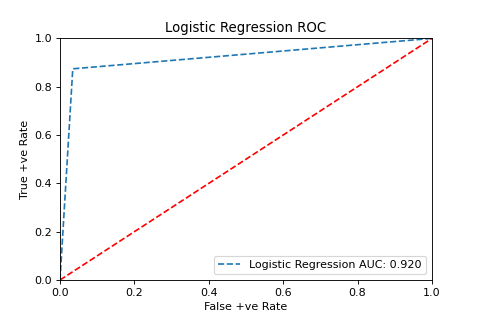 Logistic Regression ROC
1.0
0.8
0.6
0.4
0.2
0.0
True +ve Rate
0.0 0.2 0.4 0.6 0.8 1.0
False +ve Rate
Logistic Regression AUC: 0.920